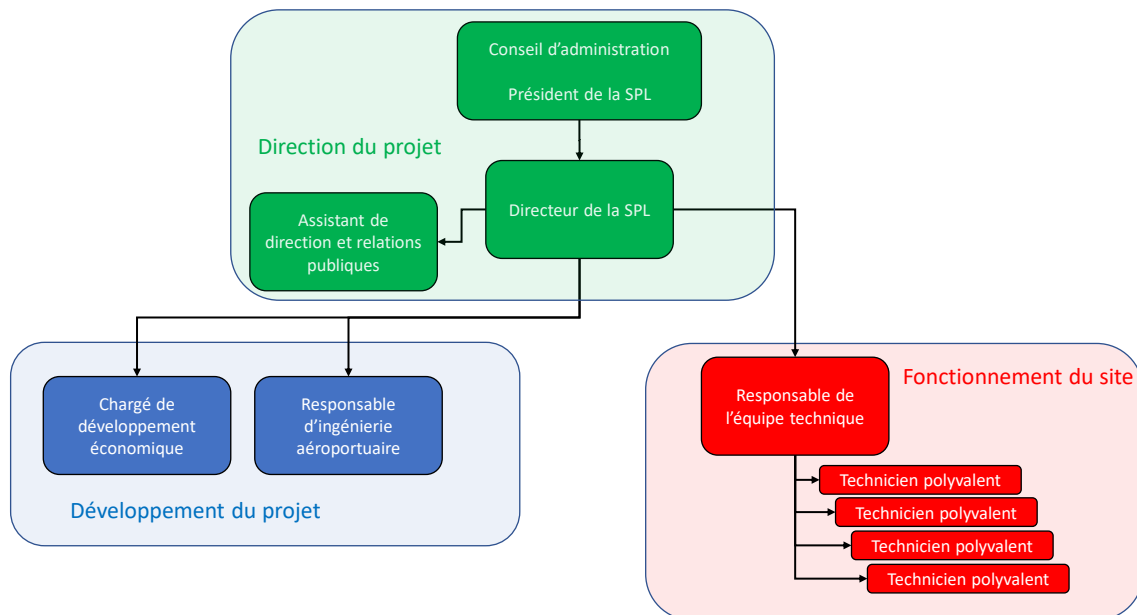 Conseil d’administration
Président de la SPL
Direction du projet
Directeur de la SPL
Assistant de
direction et relations
publiques
Chargé de
développement
économique
Responsable
d’ingénierie
aéroportuaire
Développement du projet
Fonctionnement du site
Responsable de
l’équipe technique
Technicien polyvalent
Technicien polyvalent
Technicien polyvalent
Technicien polyvalent